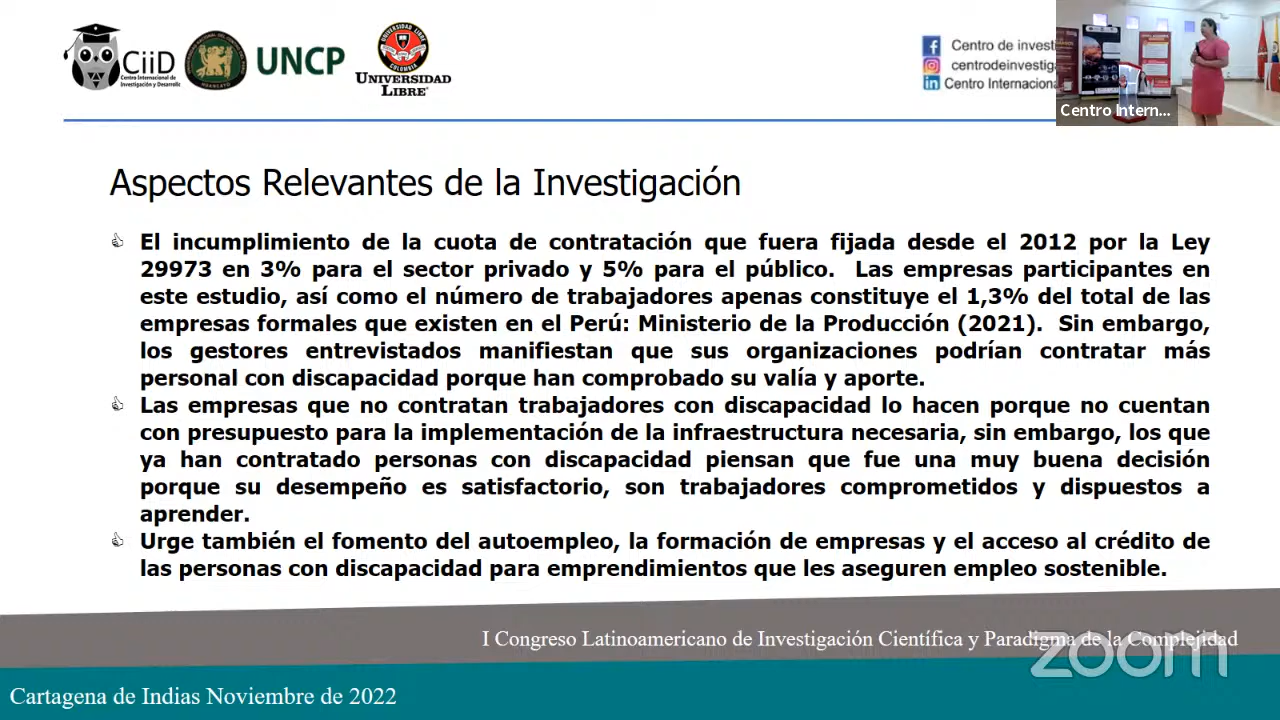 CiiD
Centro Internacional de
Investigación y Desarrollo
UNCP
UNIVERSIDAD LIBRE
COLOMBIA
UNIVERSIDAD
LIBRE
Centro de investi
centrodeinvestig
Centro Internaciona
Centro Intern...
Aspectos Relevantes de la Investigación
El incumplimiento de la cuota de contratación que fuera fijada desde el 2012 por la Ley
29973 en 3% para el sector privado y 5% para el público. Las empresas participantes en
este estudio, así como el número de trabajadores apenas constituye el 1,3% del total de las
empresas formales que existen en el Perú: Ministerio de la Producción (2021). Sin embargo,
los gestores entrevistados manifiestan que sus organizaciones podrían contratar más
personal con discapacidad porque han comprobado su valía y aporte.
Las empresas que no contratan trabajadores con discapacidad lo hacen porque no cuentan
con presupuesto para la implementación de la infraestructura necesaria, sin embargo, los que
ya han contratado personas con discapacidad piensan que fue una muy buena decisión
porque su desempeño es satisfactorio, son trabajadores comprometidos y dispuestos a
aprender.
Urge también el fomento del autoempleo, la formación de empresas y el acceso al crédito de
las personas con discapacidad para emprendimientos que les aseguren empleo sostenible.
I Congreso Latinoamericano de Investigación Científica y Paradigma de la Complejidad
zoom
Cartagena de Indias Noviembre de 2022